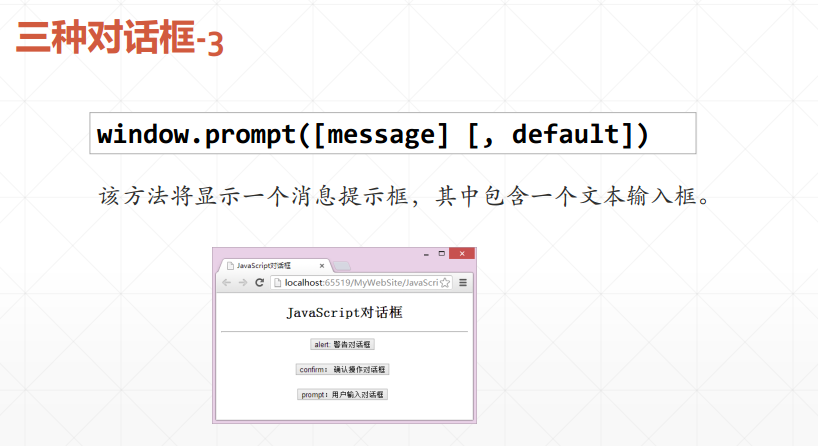 三种对话框-3
window.prompt([message] [, default])
该方法将显示一个消息提示框，其中包含一个文本输入框。
JavaScript对话框
localhost:65519/MyWebSite/JavaScri
JavaScript对话框
alert: 警告对话框
confirm： 确认操作对话框
prompt：用户输入对话框